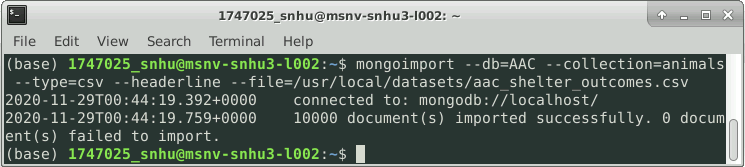 1747025_snhu@msnv-snhu3-l002: ~
File Edit View Search Terminal Help
(base) 1747025_snhu@msnv-snhu3-l002:~$ mongoimport --db=AAC --collection=animals
 --type=csv --headerline --file=/usr/local/datasets/aac_shelter_outcomes.csv
2020-11-29T00:44:19.392+0000    connected to: mongodb://localhost/
2020-11-29T00:44:19.759+0000    10000 document(s) imported successfully. 0 docum
ent(s) failed to import.
(base) 1747025_snhu@msnv-snhu3-l002:~$